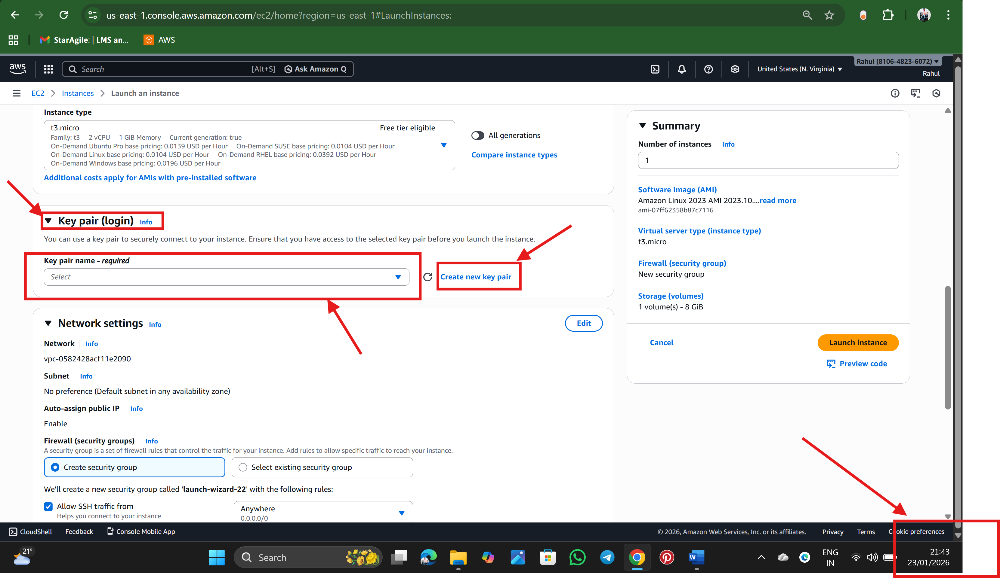 us-east-1.console.aws.amazon.com/ec2/home?region=us-east-1#LaunchInstances:
StarAgile: | LMS an...
AWS
aws
Search
[Alt+S]
Ask Amazon Q
United States (N. Virginia)
Rahul (8106-4823-6072)
Rahul
EC2
Instances
Launch an instance
Instance type
t3.micro
Free tier eligible
Family: t3 2 vCPU 1 GiB Memory Current generation: true
On-Demand Ubuntu Pro base pricing: 0.0139 USD per Hour On-Demand SUSE base pricing: 0.0104 USD per Hour
On-Demand Linux base pricing: 0.0104 USD per Hour On-Demand RHEL base pricing: 0.0392 USD per Hour
On-Demand Windows base pricing: 0.0196 USD per Hour
All generations
Compare instance types
Additional costs apply for AMIs with pre-installed software
Key pair (login) Info
You can use a key pair to securely connect to your instance. Ensure that you have access to the selected key pair before you launch the instance.
Key pair name - required
Select
Create new key pair
Network settings Info
Edit
Network Info
vpc-0582428acf11e2090
Subnet Info
No preference (Default subnet in any availability zone)
Auto-assign public IP Info
Enable
Firewall (security groups) Info
A security group is a set of firewall rules that control the traffic for your instance. Add rules to allow specific traffic to reach your instance.
Create security group
Select existing security group
We'll create a new security group called 'launch-wizard-22' with the following rules:
Allow SSH traffic from
Helps you connect to your instance
Anywhere
0.0.0.0/0
Summary
Number of instances Info
1
Software Image (AMI)
Amazon Linux 2023 AMI 2023.10....read more
ami-07ff62358b87c7116
Virtual server type (instance type)
t3.micro
Firewall (security group)
New security group
Storage (volumes)
1 volume(s) - 8 GiB
Cancel
Launch instance
Preview code
CloudShell
Feedback
Console Mobile App
© 2026, Amazon Web Services, Inc. or its affiliates.
Privacy
Terms
Cookie preferences
21°
Search
ENG
IN
21:43
23/01/2026